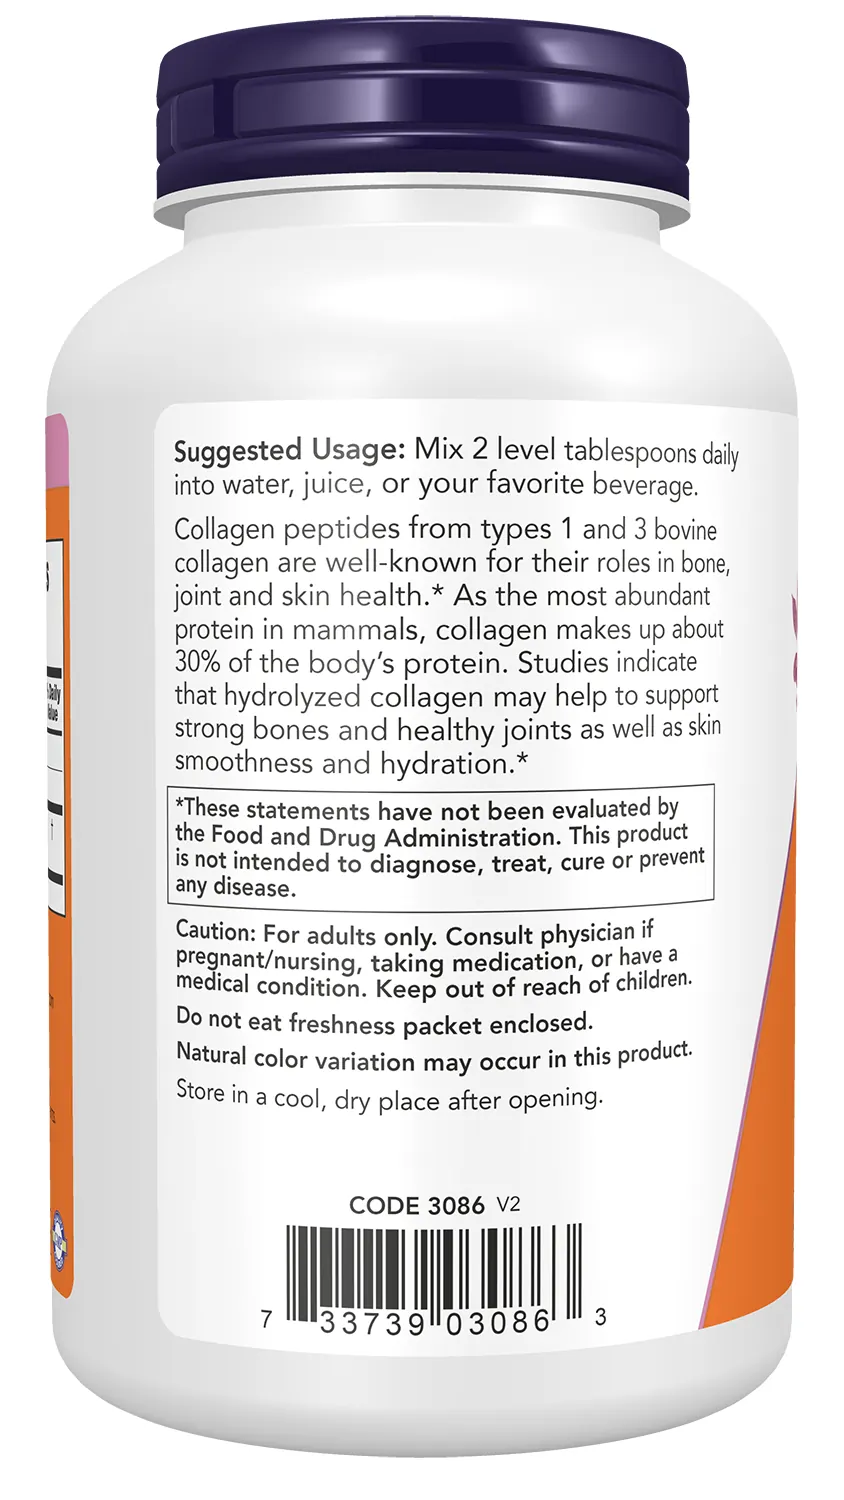 Suggested Usage: Mix 2 level tablespoons daily
into water, juice, or your favorite beverage.
Collagen peptides from types 1 and 3 bovine
collagen are well-known for their roles in bone,
joint and skin health.* As the most abundant
protein in mammals, collagen makes up about
30% of the body's protein. Studies indicate
that hydrolyzed collagen may help to support
strong bones and healthy joints as well as skin
smoothness and hydration.*
*These statements have not been evaluated by
the Food and Drug Administration. This product
is not intended to diagnose, treat, cure or prevent
any disease.
Caution: For adults only. Consult physician if
pregnant/nursing, taking medication, or have a
medical condition. Keep out of reach of children.
Do not eat freshness packet enclosed.
Natural color variation may occur in this product.
Store in a cool, dry place after opening.
CODE 3086 V2
7 33739 03086 3
Daily